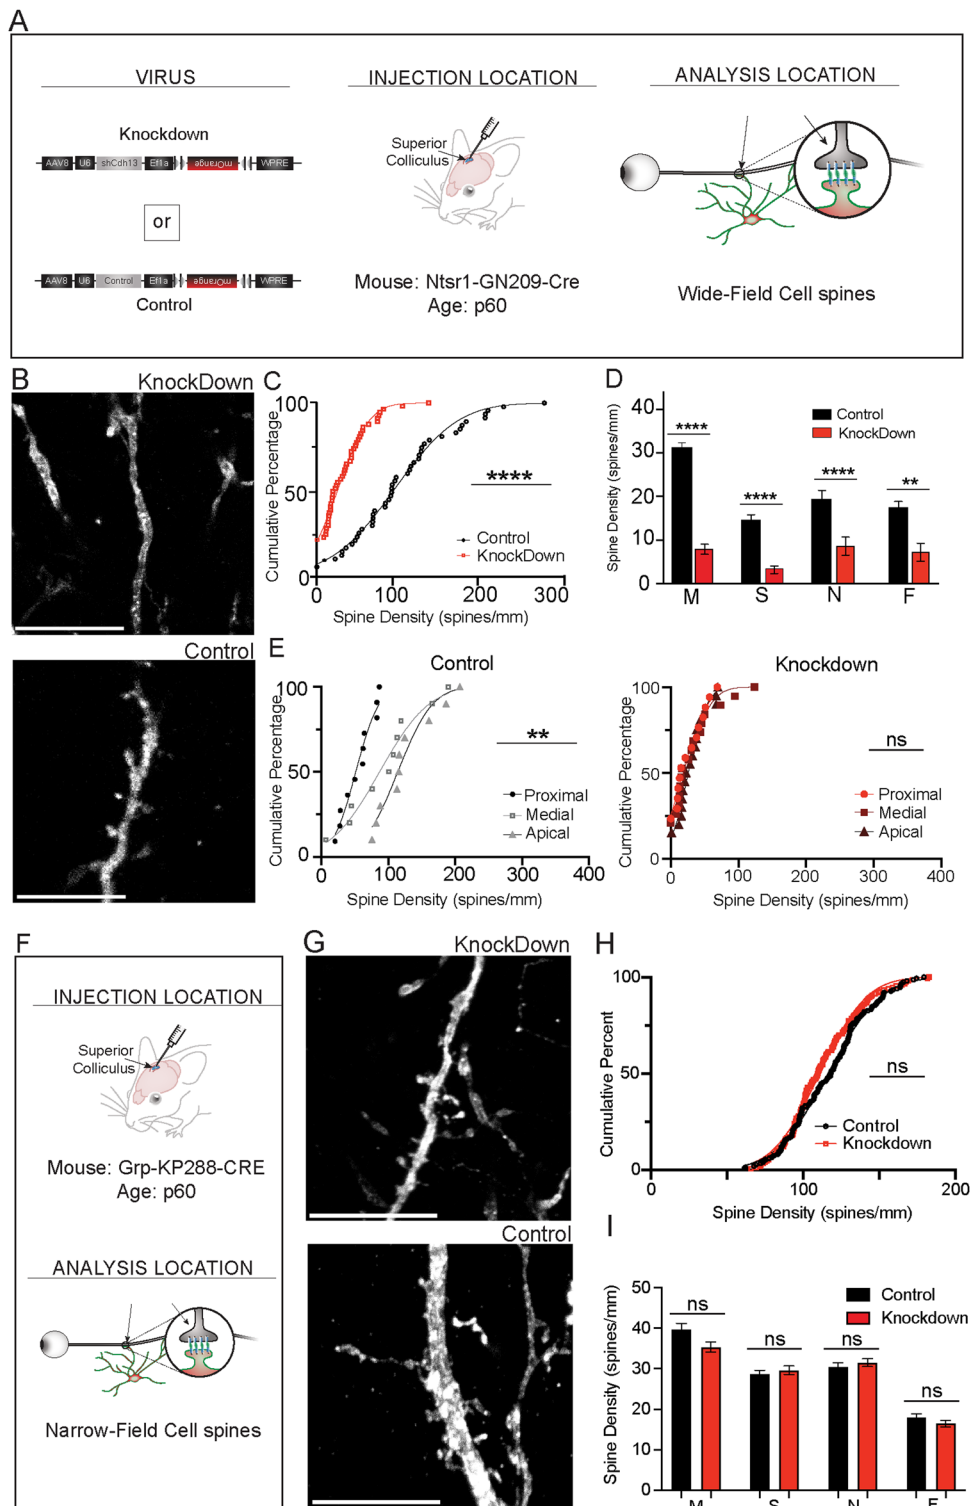 A
VIRUS
Knockdown
AAV8 U6 shCdh13 Ef1a mOrange WPRE
or
AAV8 U6 Control Ef1a mOrange WPRE
Control
INJECTION LOCATION
Superior
Colliculus
Mouse: Ntsr1-GN209-Cre
Age: p60
ANALYSIS LOCATION
Wide-Field Cell spines
B
KnockDown
Control
C
Cumulative Percentage
100
50
0
****
Control
KnockDown
0 100 200 300
Spine Density (spines/mm)
D
Spine Density (spines/mm)
40
30
20
10
0
Control
KnockDown
**** **** **** **
M S N F
E
Control
Cumulative Percentage
100
50
0
**
Proximal
Medial
Apical
0 100 200 300 400
Spine Density (spines/mm)
Knockdown
Cumulative Percentage
100
50
0
ns
Proximal
Medial
Apical
0 100 200 300 400
Spine Density (spines/mm)
F
INJECTION LOCATION
Superior
Colliculus
Mouse: Grp-KP288-CRE
Age: p60
ANALYSIS LOCATION
Narrow-Field Cell spines
G
KnockDown
Control
H
Cumulative Percent
100
50
0
ns
Control
Knockdown
0 100 200
Spine Density (spines/mm)
I
Spine Density (spines/mm)
50
40
30
20
10
0
Control
Knockdown
ns ns ns ns
M S N F